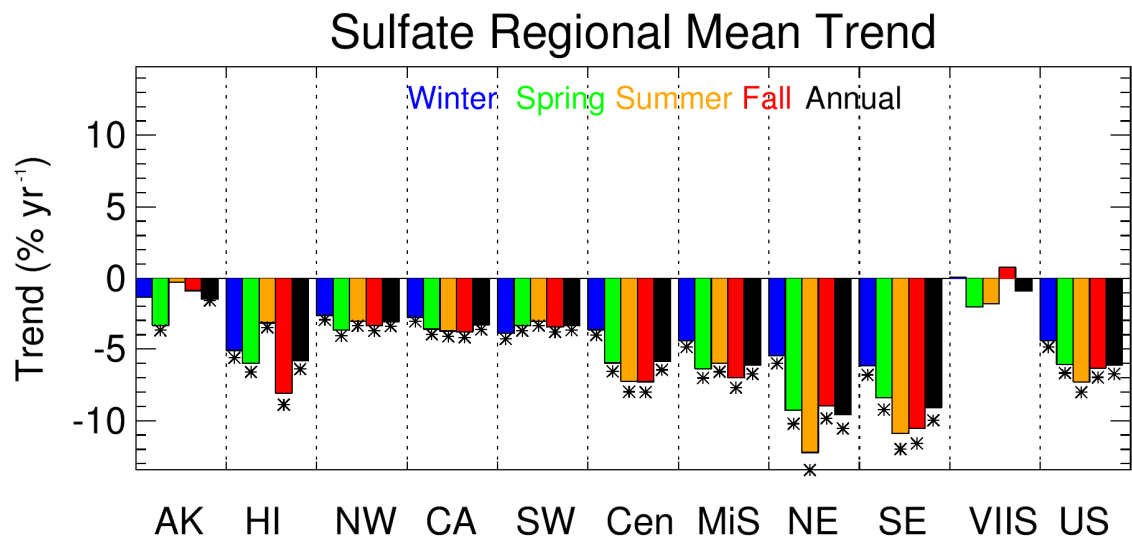 Sulfate Regional Mean Trend
Winter Spring Summer Fall Annual
Trend (% yr⁻¹)
10
5
0
-5
-10
AK HI NW CA SW Cen MiS NE SE VIIS US